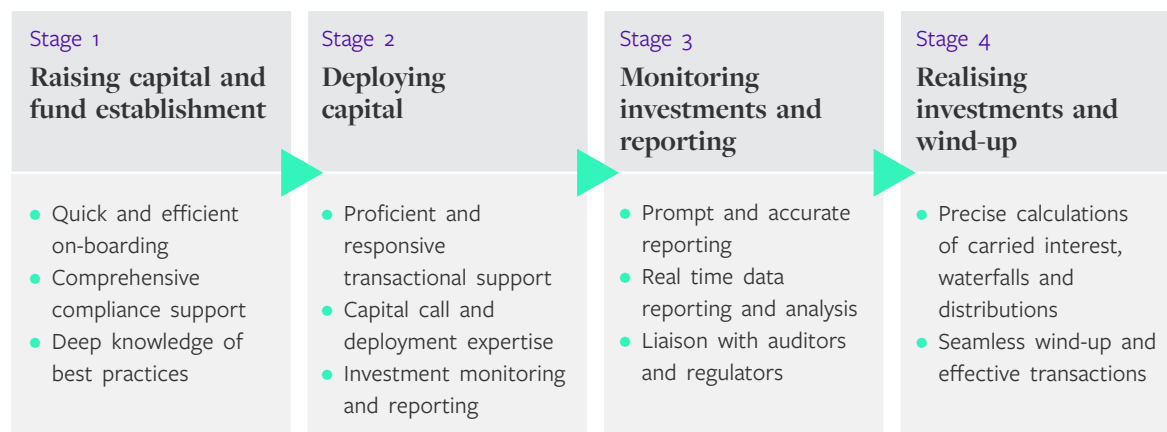 Stage 1
Raising capital and
fund establishment
Quick and efficient
on-boarding
Comprehensive
compliance support
Deep knowledge of
best practices
Stage 2
Deploying
capital
Proficient and
responsive
transactional support
Capital call and
deployment expertise
Investment monitoring
and reporting
Stage 3
Monitoring
investments and
reporting
Prompt and accurate
reporting
Real time data
reporting and analysis
Liaison with auditors
and regulators
Stage 4
Realising
investments and
wind-up
Precise calculations
of carried interest,
waterfalls and
distributions
Seamless wind-up and
effective transactions